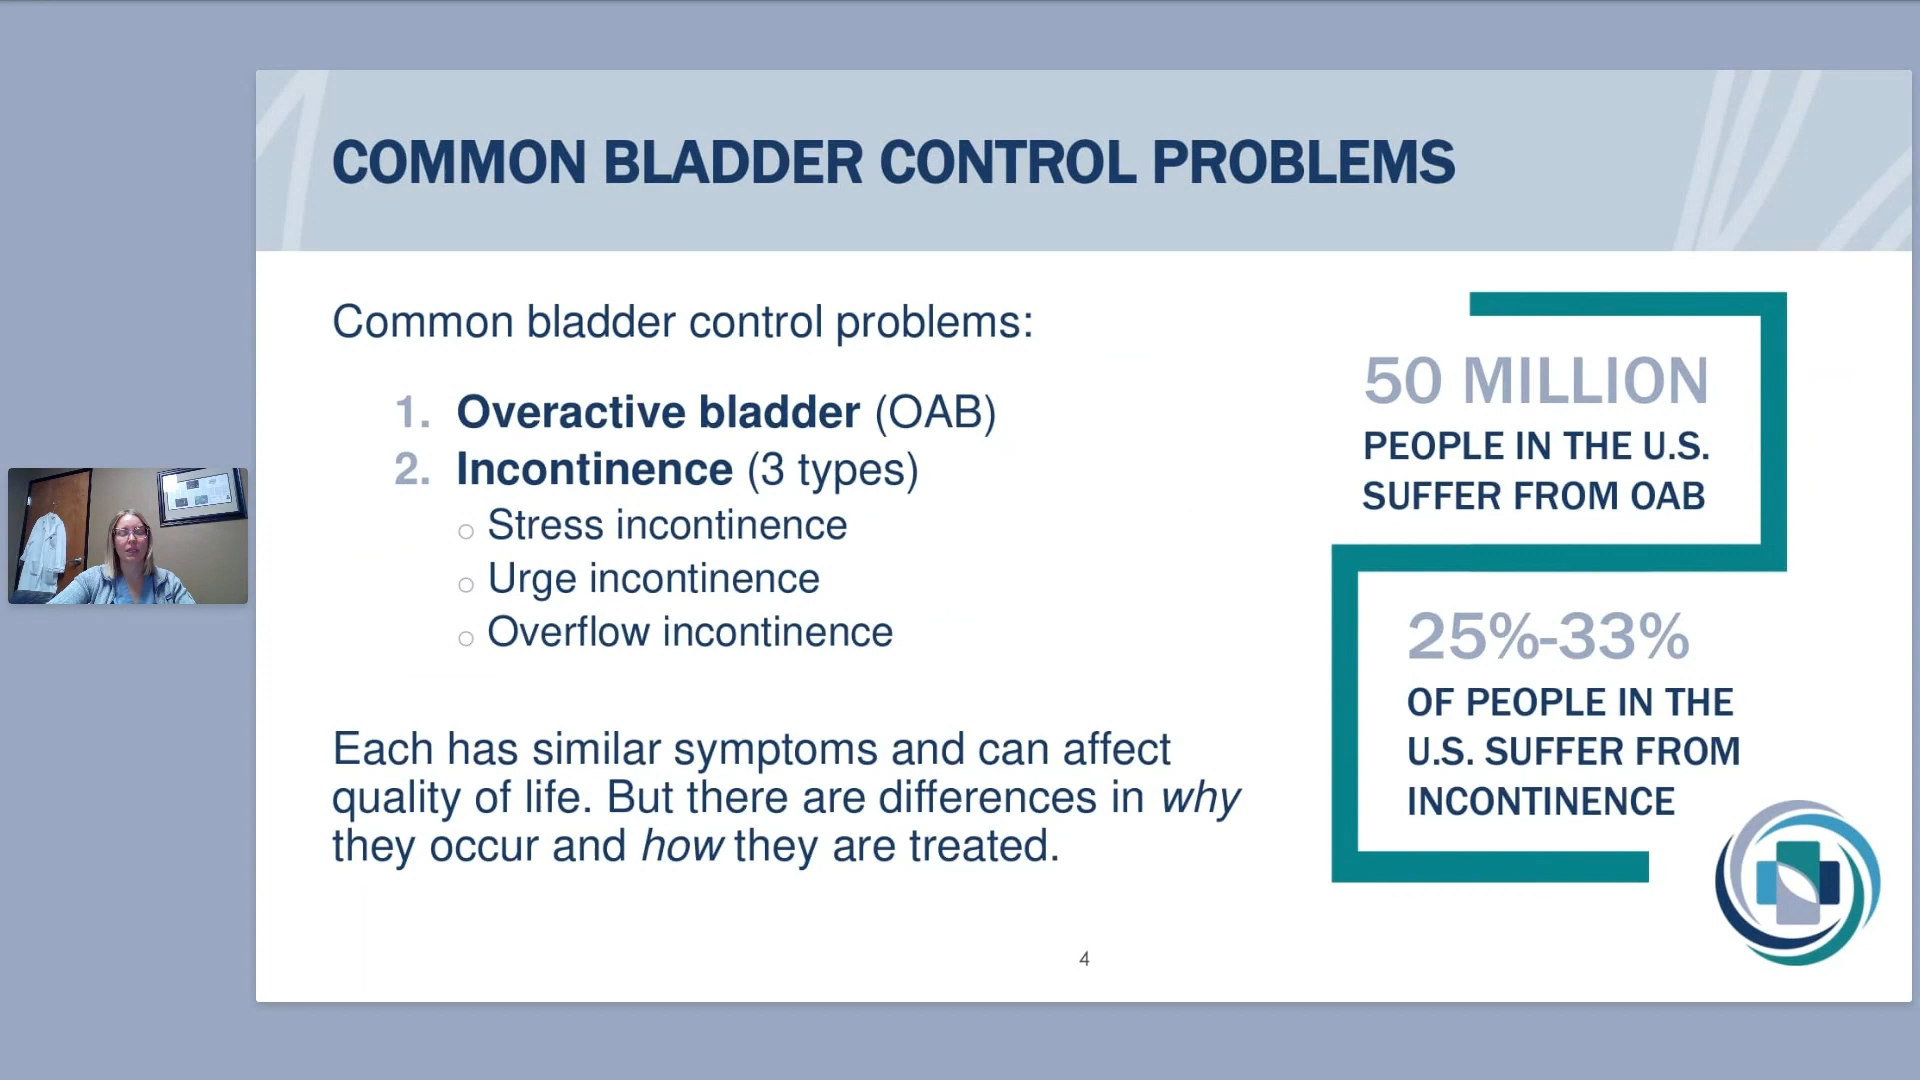 COMMON BLADDER CONTROL PROBLEMS
Common bladder control problems:
1. Overactive bladder (OAB)
2. Incontinence (3 types)
○ Stress incontinence
○ Urge incontinence
○ Overflow incontinence
Each has similar symptoms and can affect
quality of life. But there are differences in why
they occur and how they are treated.
50 MILLION
PEOPLE IN THE U.S.
SUFFER FROM OAB
25%-33%
OF PEOPLE IN THE
U.S. SUFFER FROM
INCONTINENCE
4